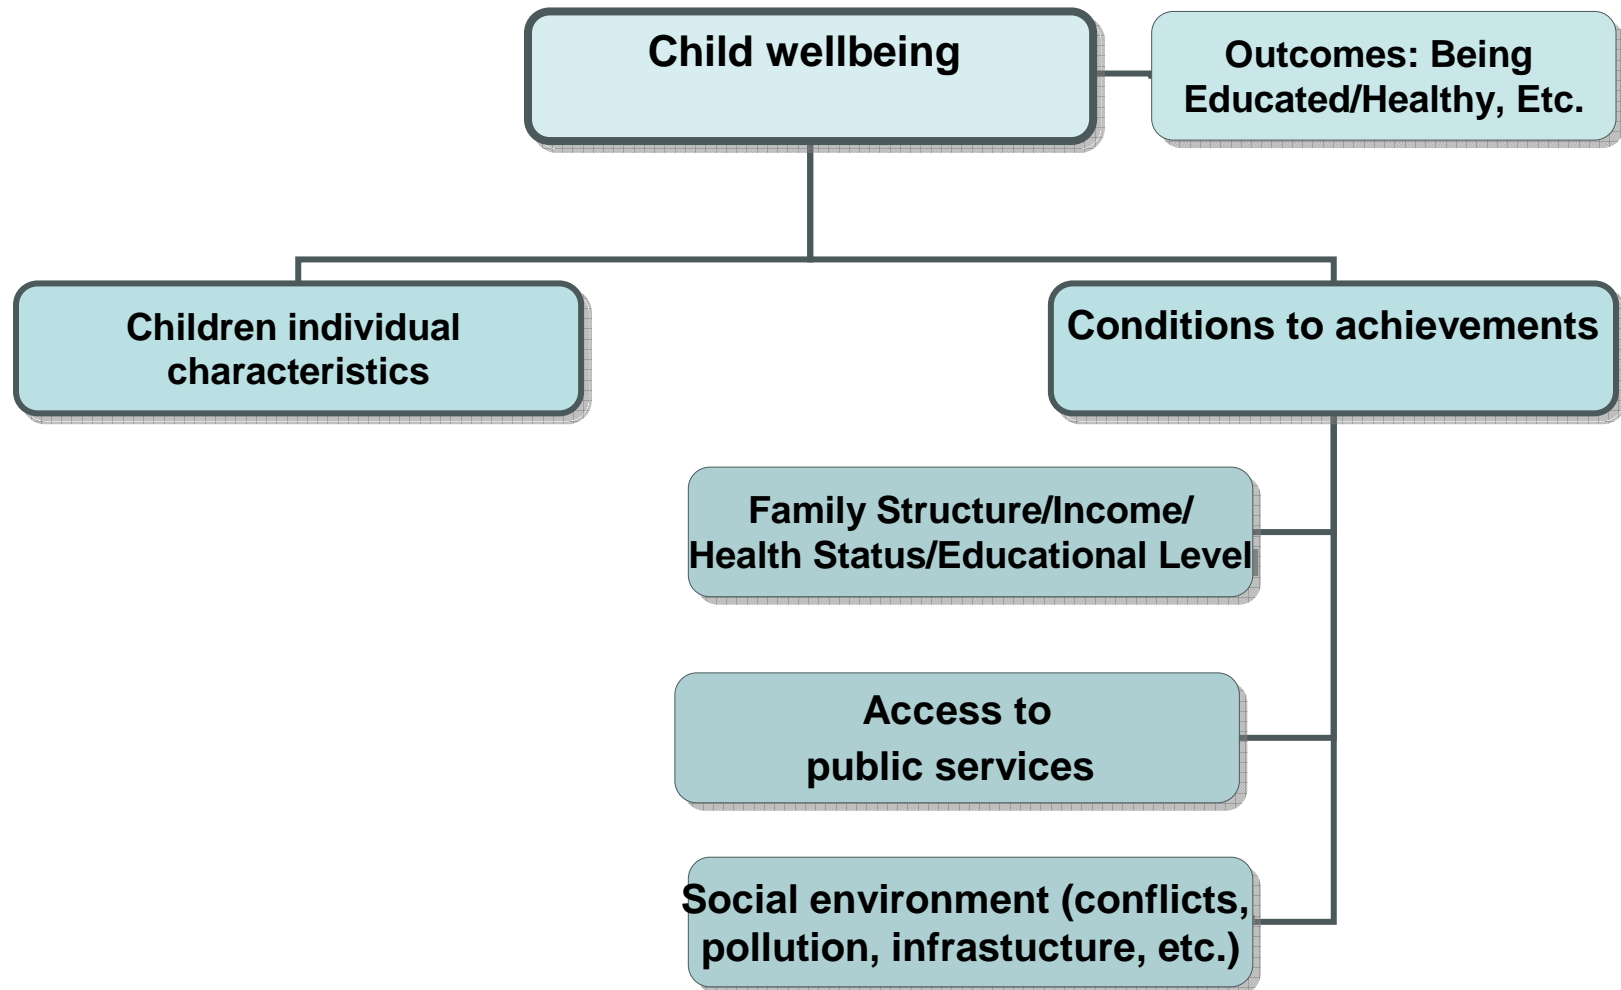 Child wellbeing
Outcomes: Being
Educated/Healthy, Etc.
Children individual
characteristics
Conditions to achievements
Family Structure/Income/
Health Status/Educational Level
Access to
public services
Social environment (conflicts,
pollution, infrastucture, etc.)